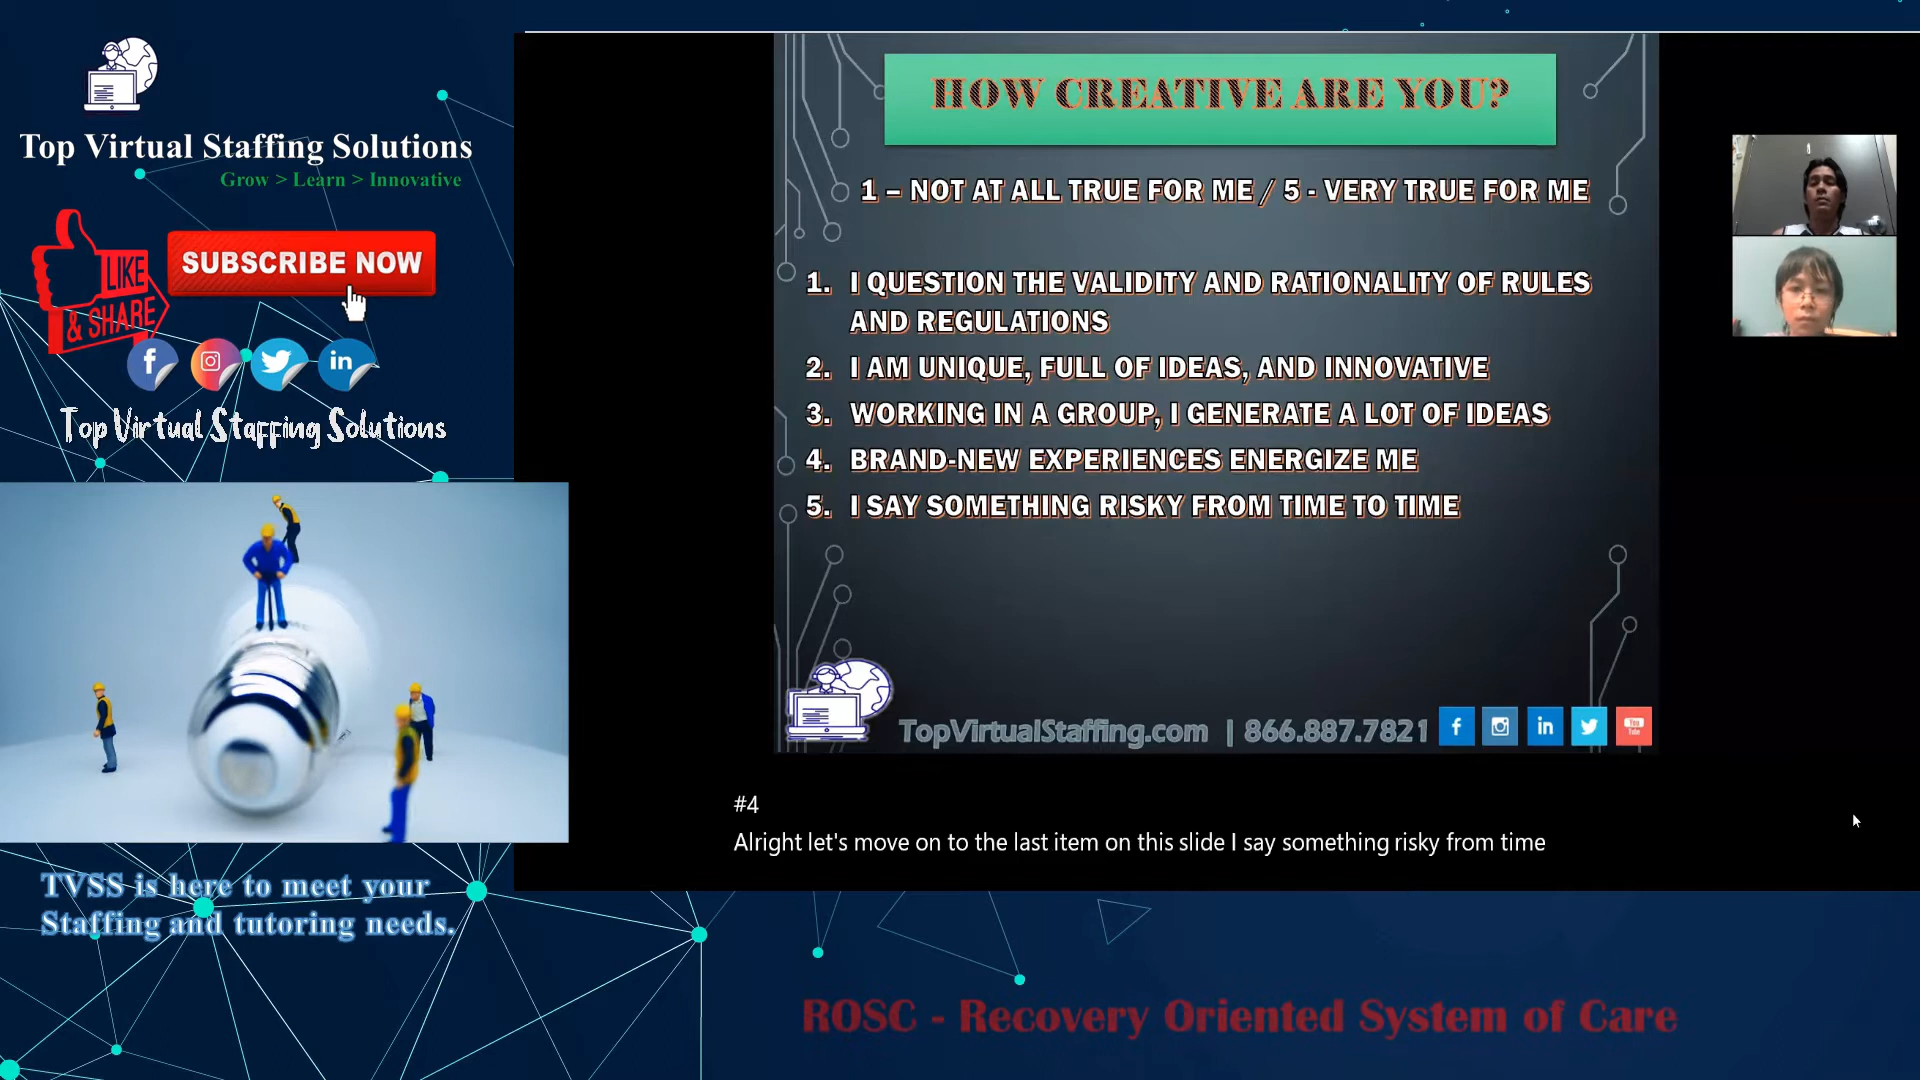 Top Virtual Staffing Solutions
Grow > Learn > Innovative
LIKE
& SHARE
SUBSCRIBE NOW
Top Virtual Staffing Solutions
TVSS is here to meet your
Staffing and tutoring needs.
HOW CREATIVE ARE YOU?
1 – NOT AT ALL TRUE FOR ME / 5 - VERY TRUE FOR ME
1. I QUESTION THE VALIDITY AND RATIONALITY OF RULES
AND REGULATIONS
2. I AM UNIQUE, FULL OF IDEAS, AND INNOVATIVE
3. WORKING IN A GROUP, I GENERATE A LOT OF IDEAS
4. BRAND-NEW EXPERIENCES ENERGIZE ME
5. I SAY SOMETHING RISKY FROM TIME TO TIME
TopVirtualStaffing.com | 866.887.7821
You
Tube
#4
Alright let's move on to the last item on this slide I say something risky from time
ROSC - Recovery Oriented System of Care